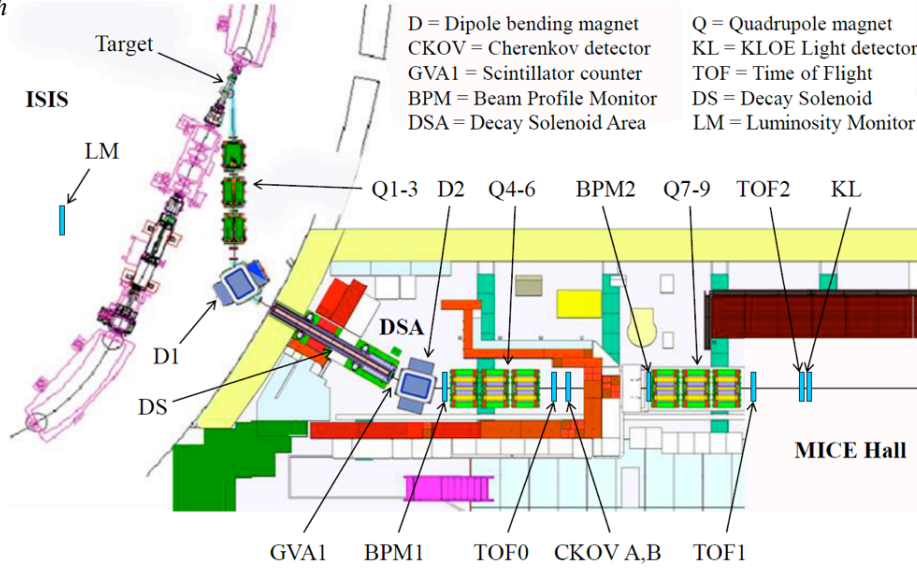 h
D = Dipole bending magnet
CKOV = Cherenkov detector
GVA1 = Scintillator counter
BPM = Beam Profile Monitor
DSA = Decay Solenoid Area
Q = Quadrupole magnet
KL = KLOE Light detector
TOF = Time of Flight
DS = Decay Solenoid
LM = Luminosity Monitor
Target
ISIS
LM
Q1-3 D2 Q4-6 BPM2 Q7-9 TOF2 KL
DSA
D1
DS
MICE Hall
GVA1 BPM1 TOF0 CKOV A,B TOF1